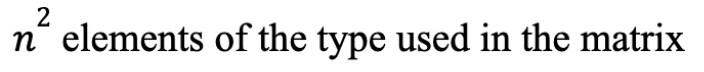 n² elements of the type used in the matrix